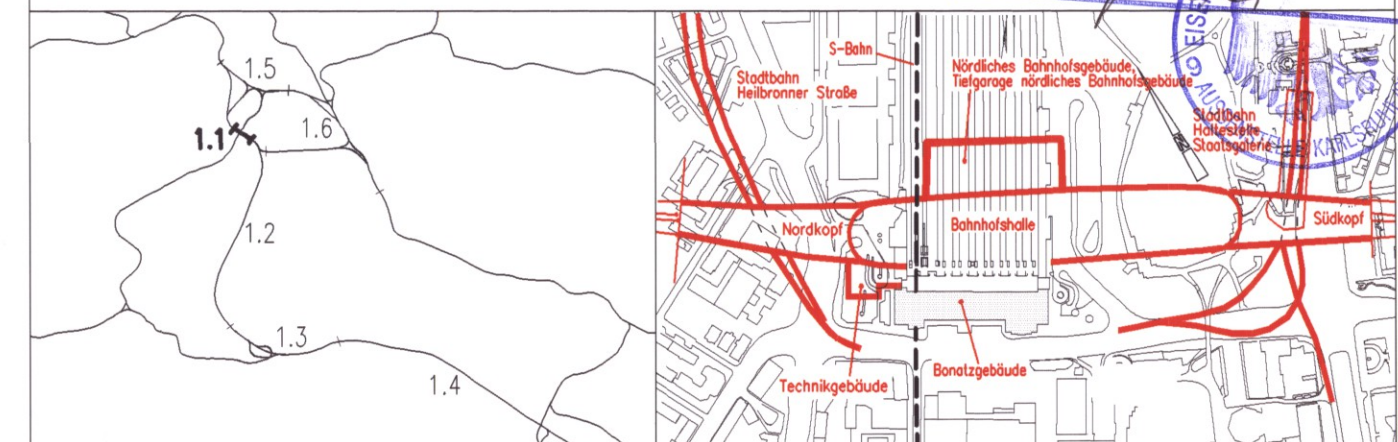 1.5
1.6
1.1
1.2
1.3
1.4
S-Bahn
Stadtbahn
Heilbronner Straße
Nördliches Bahnhofsgebäude,
Tiefgarage nördliches Bahnhofsgebäude
Stadtbahn
Haltestelle
Staatsgalerie
Nordkopf
Bahnhofshalle
Südkopf
Technikgebäude
Bonatzgebäude
KARLSRUHE